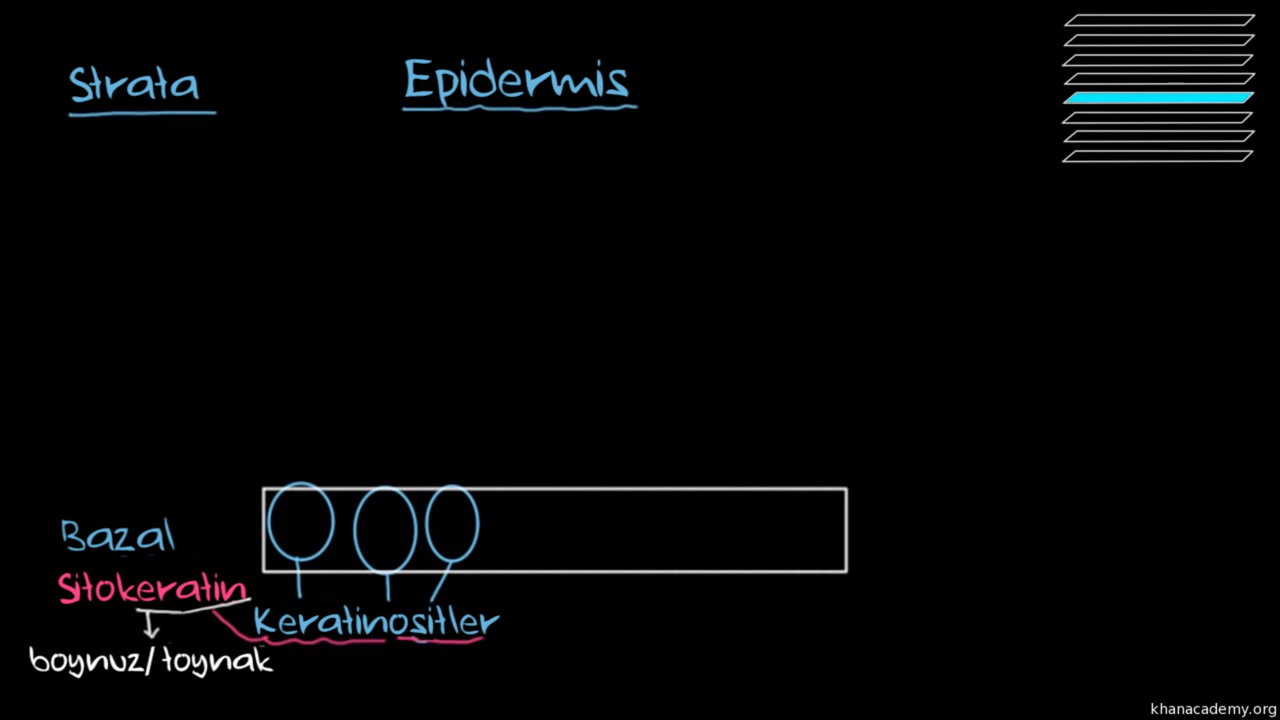 Strata
Epidermis
Bazal
Sitokeratin
Keratinositler
boynuz/toynak
khanacademy.org